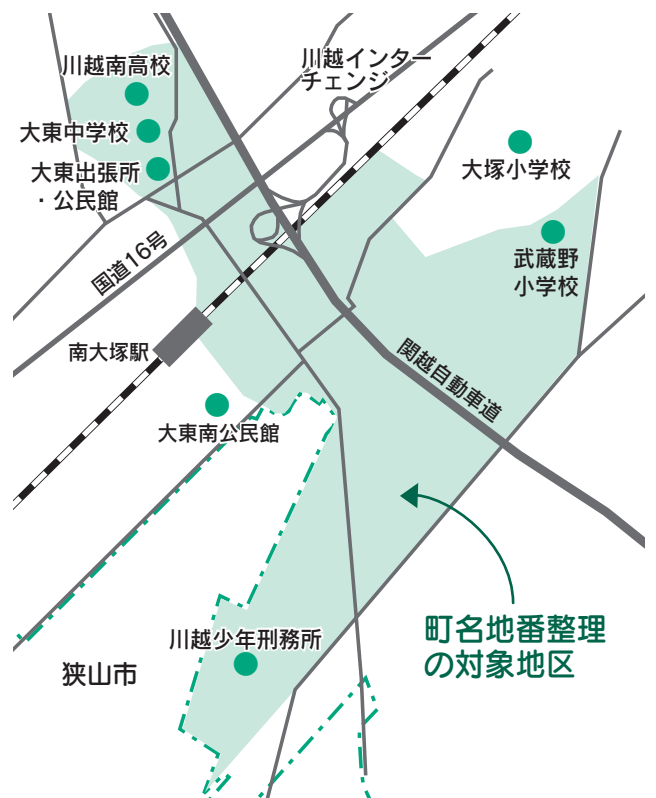 川越南高校
川越インター
チェンジ
大東中学校
大東出張所
・公民館
大塚小学校
国道16号
武蔵野
小学校
南大塚駅
関越自動車道
大東南公民館
町名地番整理
の対象地区
川越少年刑務所
狭山市